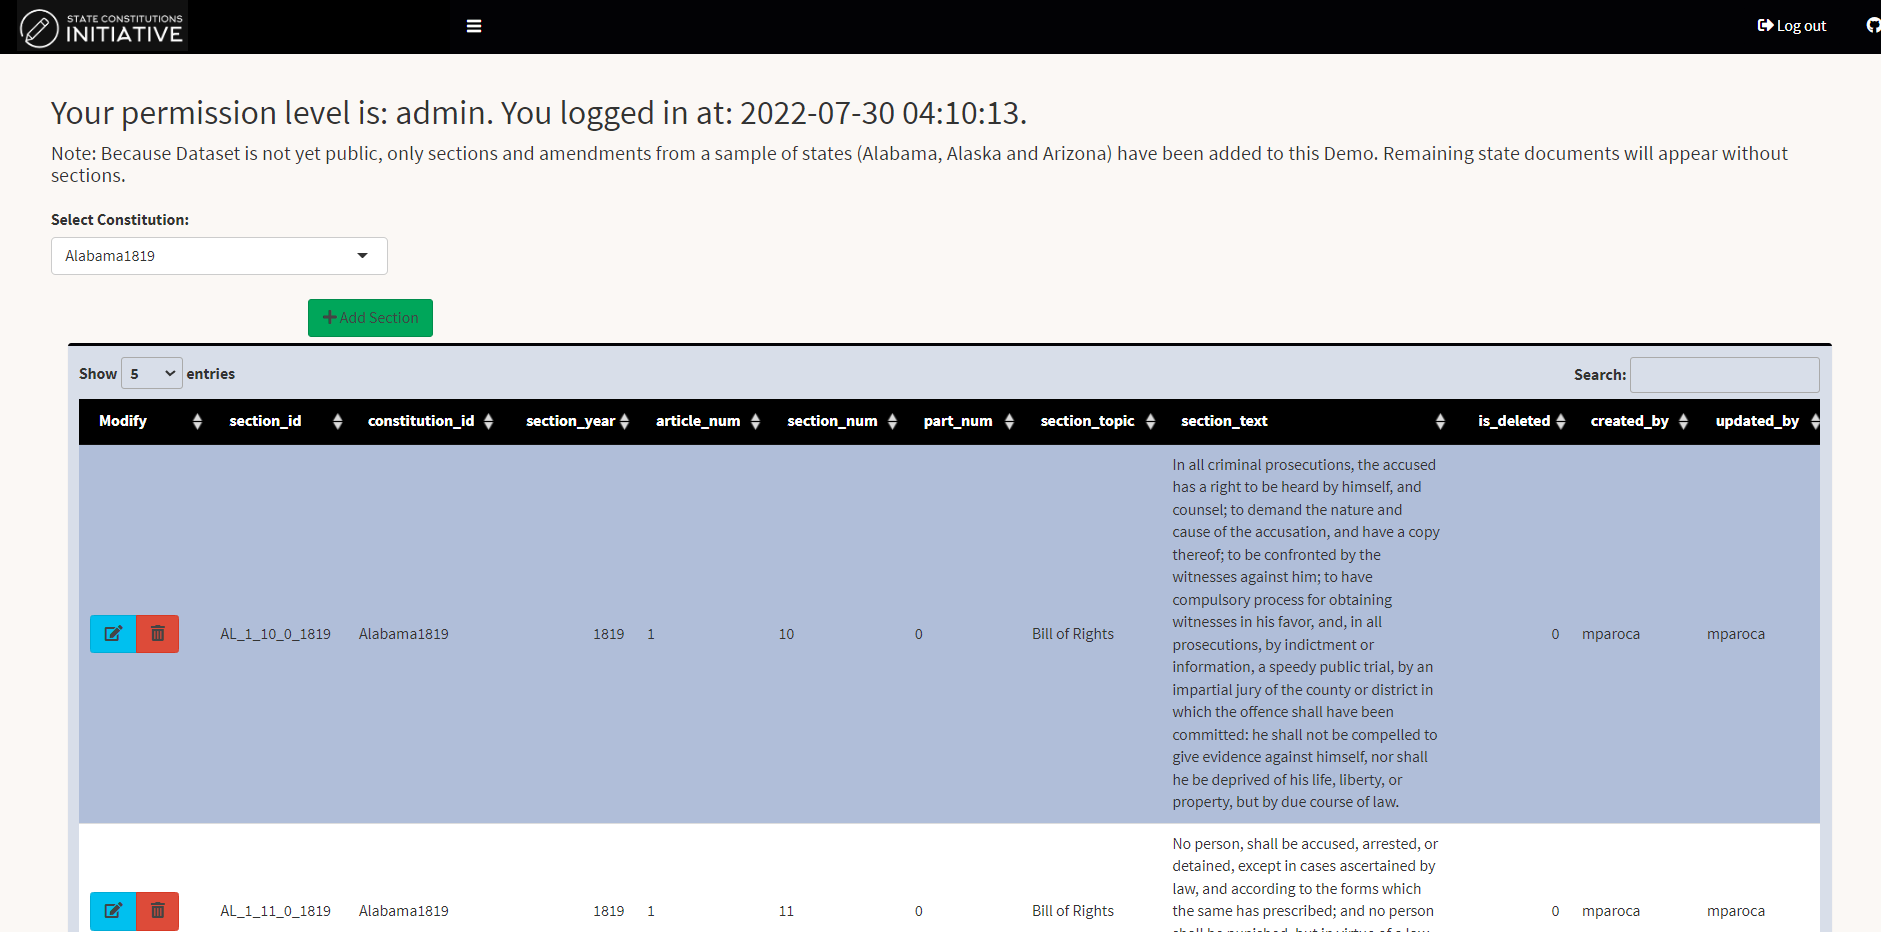 STATE CONSTITUTIONS
INITIATIVE
Log out
Your permission level is: admin. You logged in at: 2022-07-30 04:10:13.
Note: Because Dataset is not yet public, only sections and amendments from a sample of states (Alabama, Alaska and Arizona) have been added to this Demo. Remaining state documents will appear without
sections.
Select Constitution:
Alabama1819
Add Section
Show 5 entries
Search:
Modify section_id constitution_id section_year article_num section_num part_num section_topic section_text is_deleted created_by updated_by
In all criminal prosecutions, the accused
has a right to be heard by himself, and
counsel; to demand the nature and
cause of the accusation, and have a copy
thereof; to be confronted by the
witnesses against him; to have
compulsory process for obtaining
witnesses in his favor, and, in all
prosecutions, by indictment or
information, a speedy public trial, by an
impartial jury of the county or district in
which the offence shall have been
committed: he shall not be compelled to
give evidence against himself, nor shall
he be deprived of his life, liberty, or
property, but by due course of law.
AL_1_10_0_1819 Alabama1819 1819 1 10 0 Bill of Rights 0 mparoca mparoca
No person, shall be accused, arrested, or
detained, except in cases ascertained by
law, and according to the forms which
the same has prescribed; and no person
shall be punished, but in virtue of a law
AL_1_11_0_1819 Alabama1819 1819 1 11 0 Bill of Rights 0 mparoca mparoca